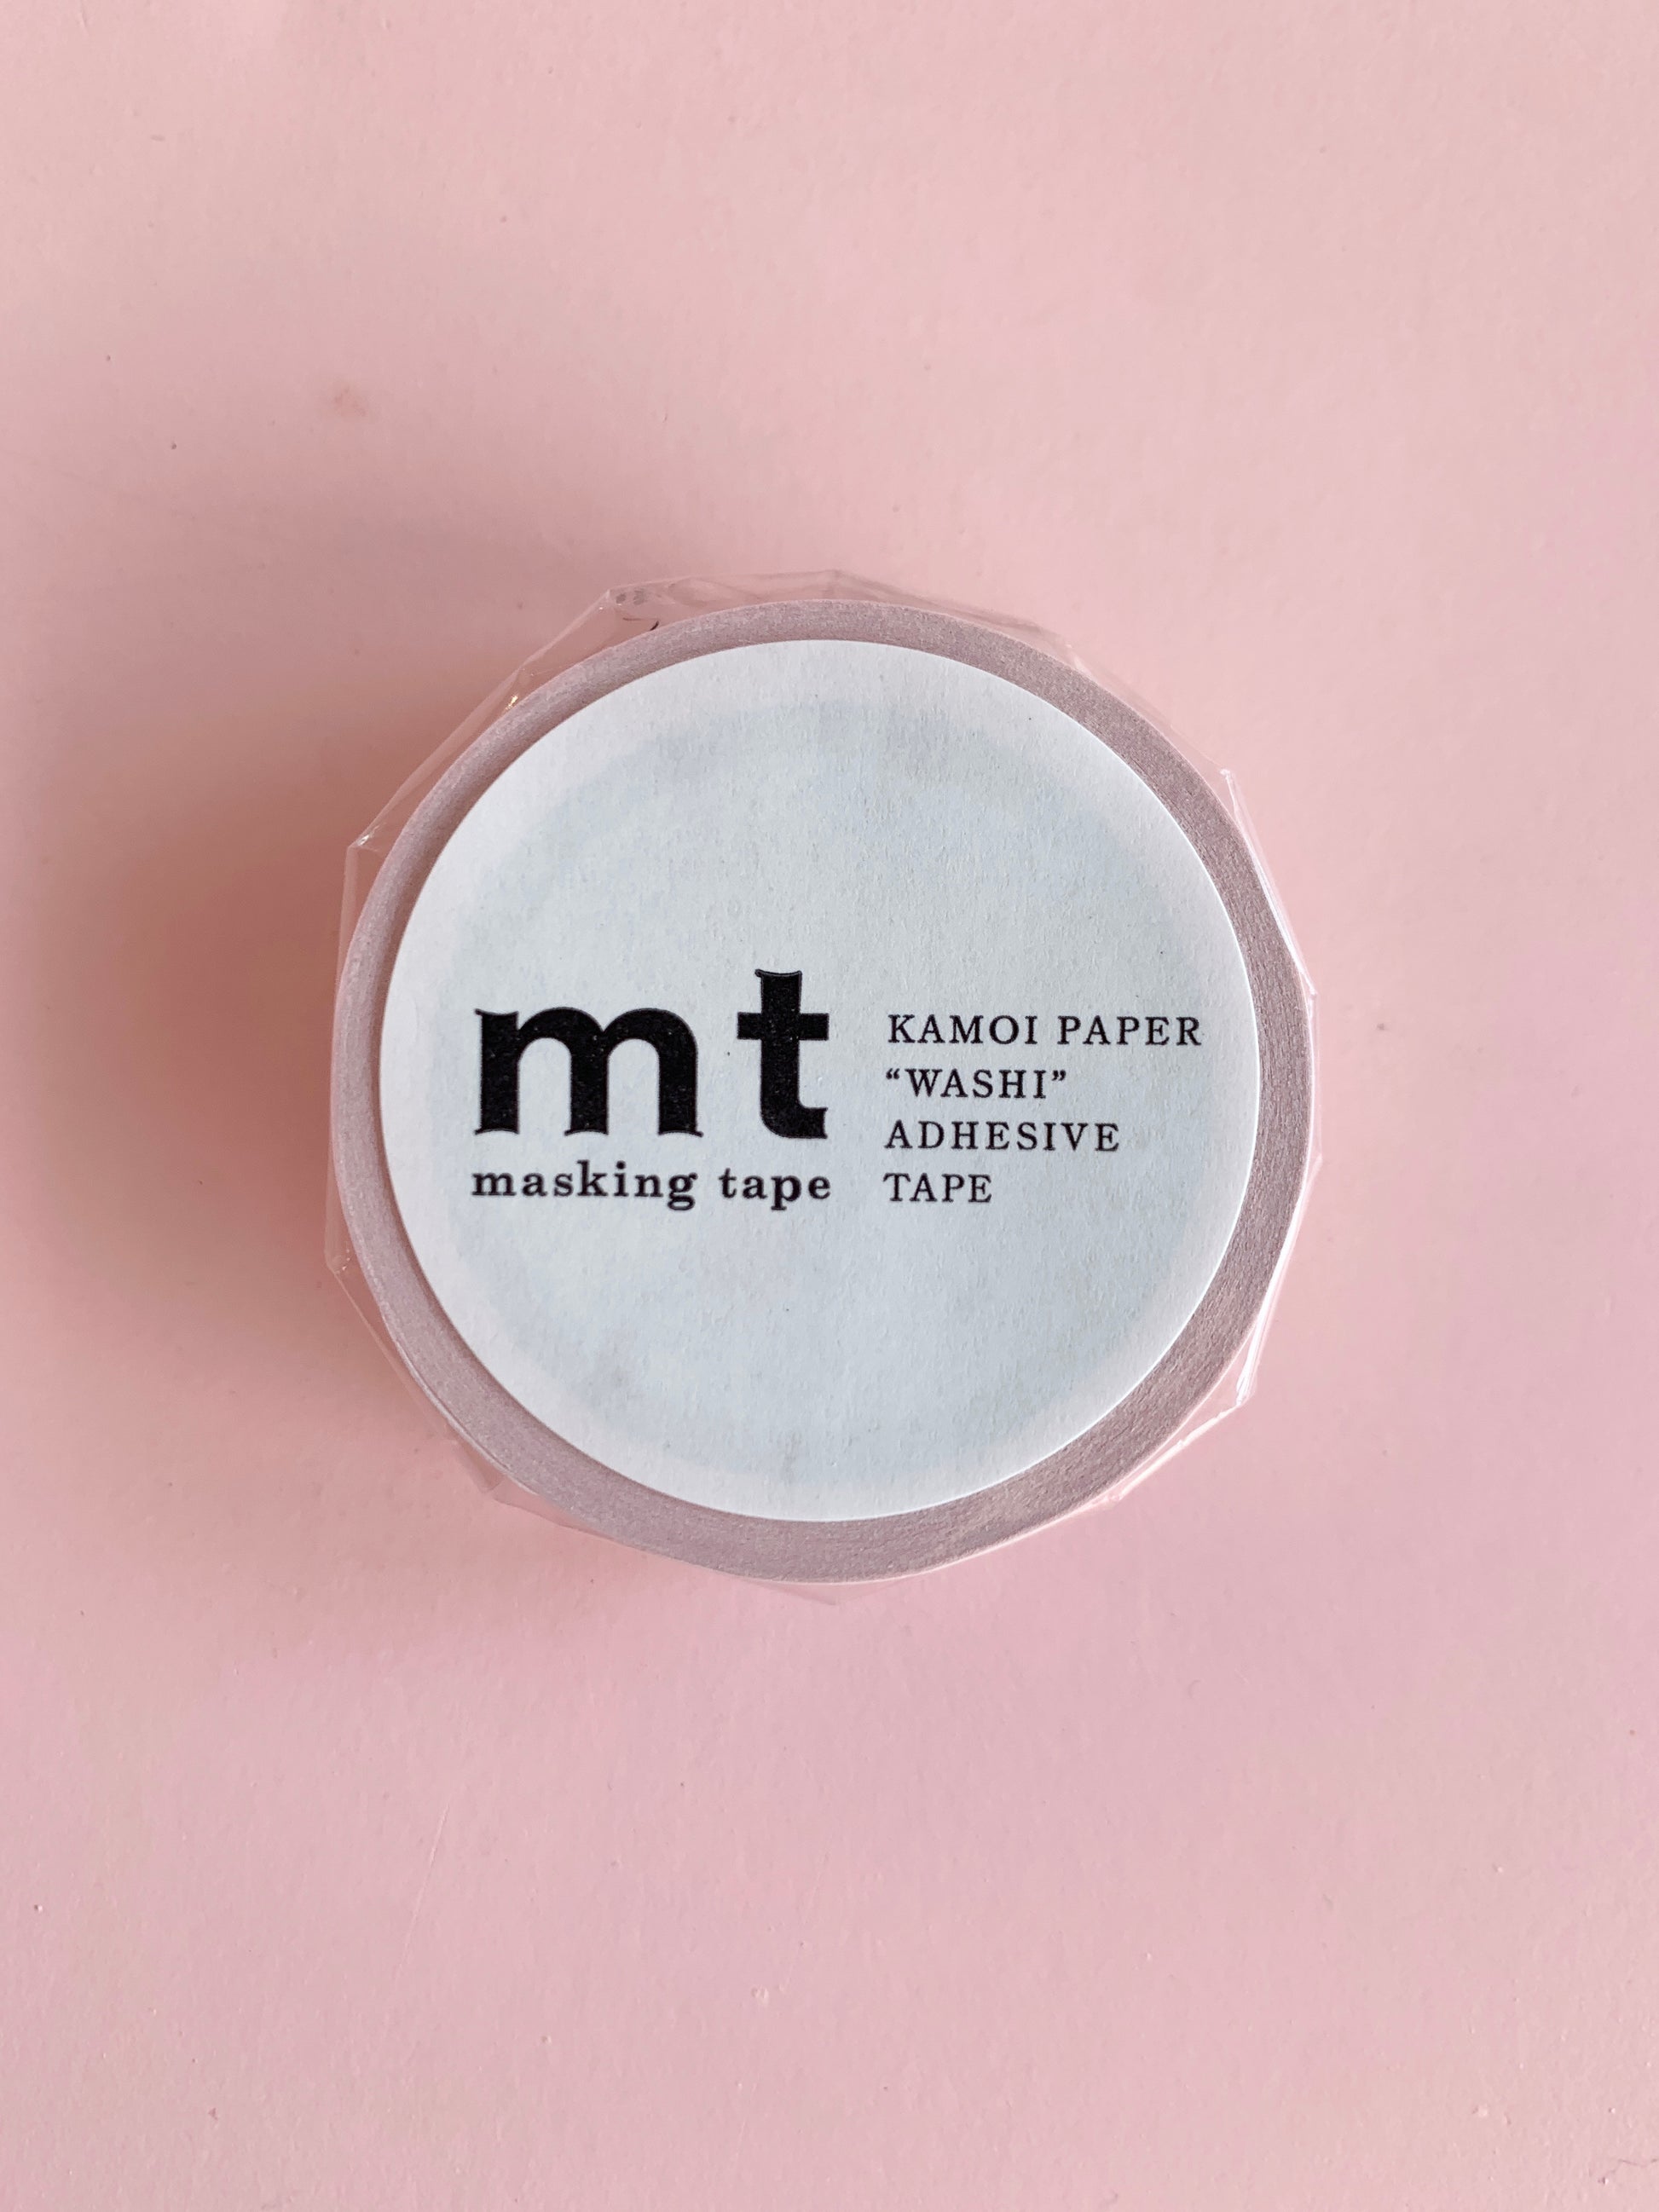 mt
masking tape
KAMOI PAPER
“WASHI”
ADHESIVE
TAPE